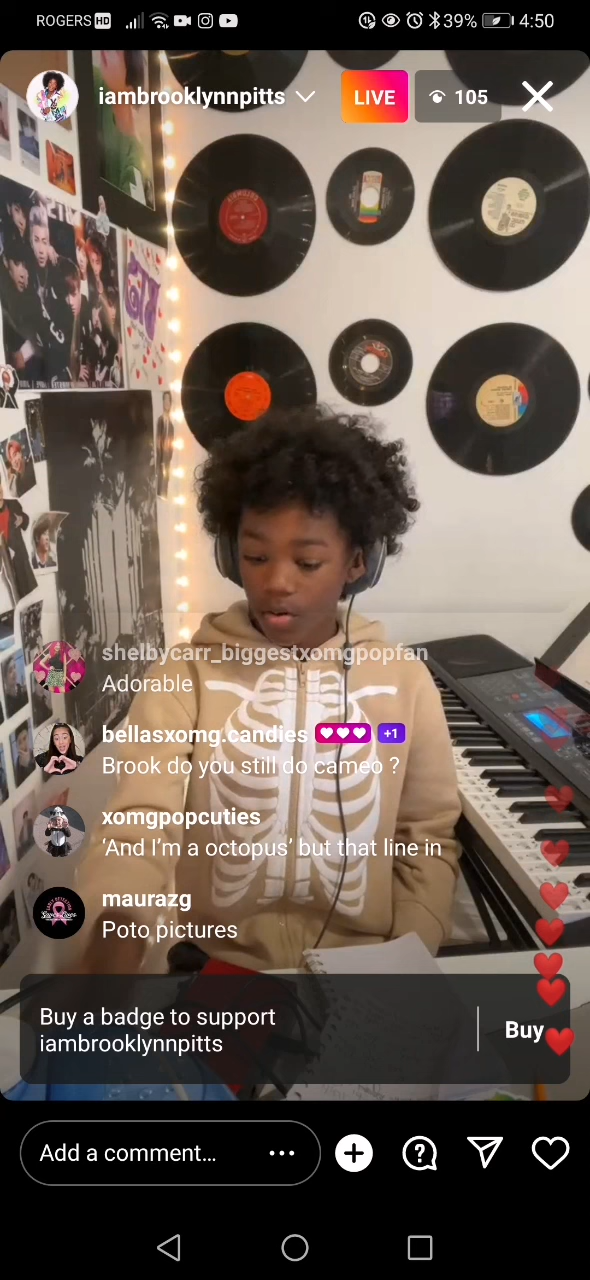 ROGERS HD 39% 4:50
iambrooklynnpitts LIVE 105
shelbycarr_biggestxomgpopfan
Adorable
bellasxomg.candies +1
Brook do you still do cameo ?
xomgpopcuties
‘And I’m a octopus’ but that line in
maurazg
Poto pictures
Buy a badge to support
iambrooklynnpitts
Buy
Add a comment...